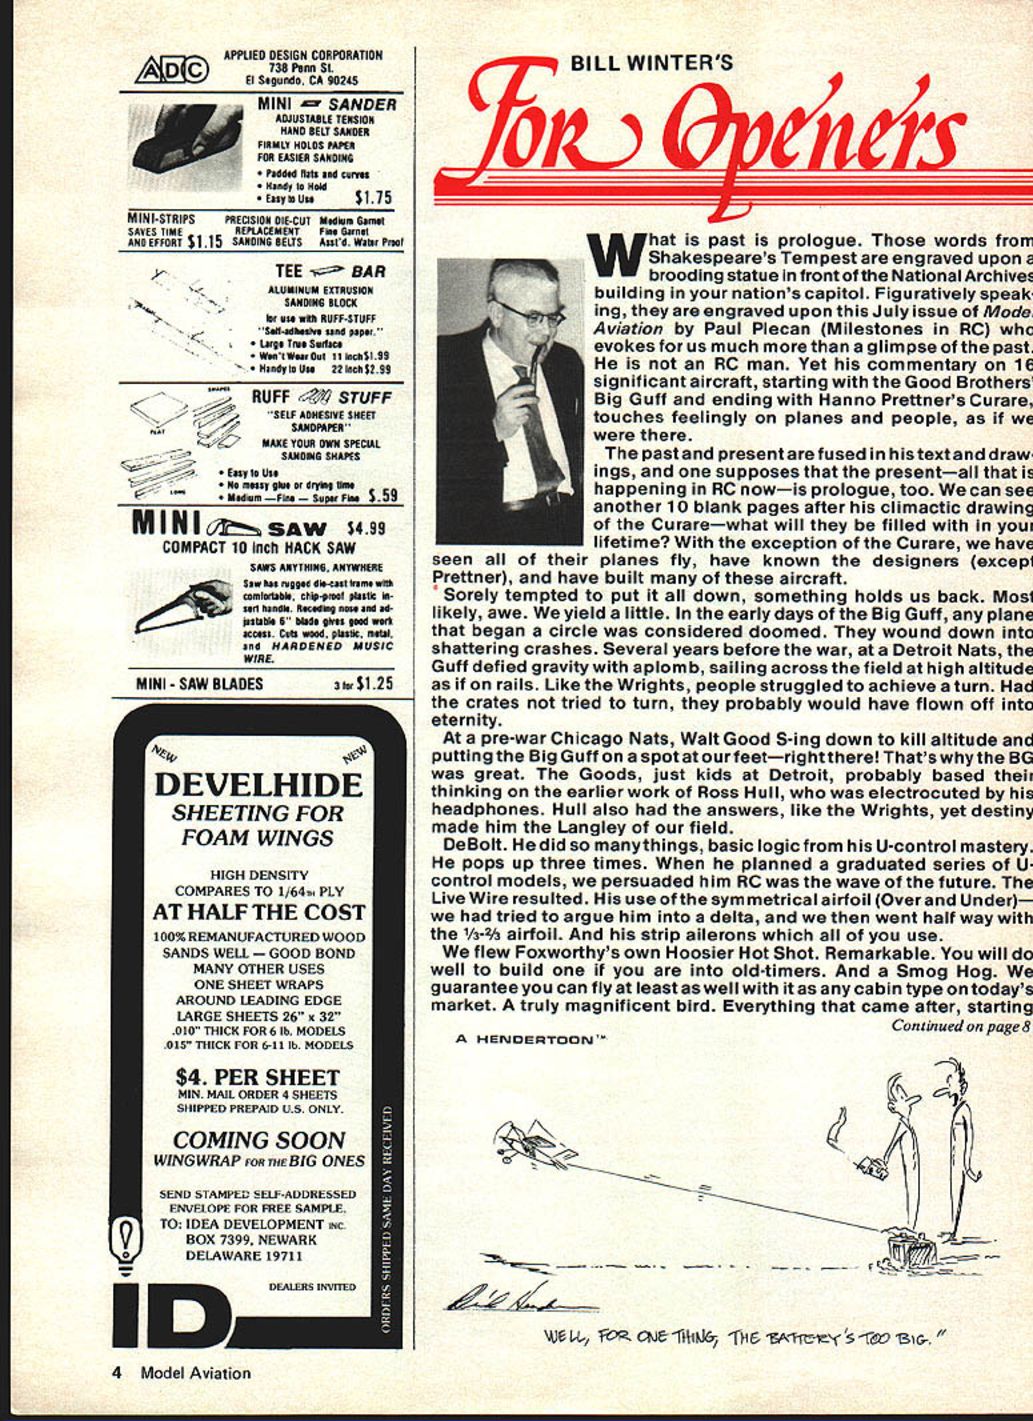 ADC
APPLIED DESIGN CORPORATION
738 Penn St.
El Segundo, CA 90245
MINI SANDER
ADJUSTABLE TENSION
HAND BELT SANDER
FIRMLY HOLDS PAPER
FOR EASIER SANDING
• Padded flats and curves
• Handy to Hold
• Easy to Use $1.75
MINI-STRIPS
SAVES TIME
AND EFFORT $1.15
PRECISION DIE-CUT
REPLACEMENT
SANDING BELTS
Medium Garnet
Fine Garnet
Asst'd. Water Proof
TEE BAR
ALUMINUM EXTRUSION
SANDING BLOCK
for use with RUFF-STUFF
"Self-adhesive sand paper."
• Large True Surface
• Won't Wear Out 11 inch $1.99
• Handy to Use 22 inch $2.99
RUFF STUFF
SHAPES
FLAT
LONG
"SELF ADHESIVE SHEET
SANDPAPER"
MAKE YOUR OWN SPECIAL
SANDING SHAPES
• Easy to Use
• No messy glue or drying time
• Medium — Fine — Super Fine $.59
MINI SAW $4.99
COMPACT 10 inch HACK SAW
SAWS ANYTHING, ANYWHERE
Saw has rugged die-cast frame with
comfortable, chip-proof plastic in-
sert handle. Receding nose and ad-
justable 6" blade gives good work
access. Cuts wood, plastic, metal,
and HARDENED MUSIC
WIRE.
MINI - SAW BLADES 3 for $1.25
NEW NEW
DEVELHIDE
SHEETING FOR
FOAM WINGS
HIGH DENSITY
COMPARES TO 1/64TH PLY
AT HALF THE COST
100% REMANUFACTURED WOOD
SANDS WELL — GOOD BOND
MANY OTHER USES
ONE SHEET WRAPS
AROUND LEADING EDGE
LARGE SHEETS 26" x 32"
.010" THICK FOR 6 lb. MODELS
.015" THICK FOR 6-11 lb. MODELS
$4. PER SHEET
MIN. MAIL ORDER 4 SHEETS
SHIPPED PREPAID U.S. ONLY.
COMING SOON
WINGWRAP FOR THE BIG ONES
SEND STAMPED SELF-ADDRESSED
ENVELOPE FOR FREE SAMPLE.
TO: IDEA DEVELOPMENT INC.
BOX 7399, NEWARK
DELAWARE 19711
DEALERS INVITED
ORDERS SHIPPED SAME DAY RECEIVED
iD
BILL WINTER'S
For Openers
What is past is prologue. Those words from
Shakespeare's Tempest are engraved upon a
brooding statue in front of the National Archives
building in your nation's capitol. Figuratively speak-
ing, they are engraved upon this July issue of Model
Aviation by Paul Plecan (Milestones in RC) who
evokes for us much more than a glimpse of the past.
He is not an RC man. Yet his commentary on 16
significant aircraft, starting with the Good Brothers'
Big Guff and ending with Hanno Prettner's Curare,
touches feelingly on planes and people, as if we
were there.
The past and present are fused in his text and draw-
ings, and one supposes that the present—all that is
happening in RC now—is prologue, too. We can see
another 10 blank pages after his climactic drawing
of the Curare—what will they be filled with in your
lifetime? With the exception of the Curare, we have
seen all of their planes fly, have known the designers (except
Prettner), and have built many of these aircraft.
Sorely tempted to put it all down, something holds us back. Most
likely, awe. We yield a little. In the early days of the Big Guff, any plane
that began a circle was considered doomed. They wound down into
shattering crashes. Several years before the war, at a Detroit Nats, the
Guff defied gravity with aplomb, sailing across the field at high altitude
as if on rails. Like the Wrights, people struggled to achieve a turn. Had
the crates not tried to turn, they probably would have flown off into
eternity.
At a pre-war Chicago Nats, Walt Good S-ing down to kill altitude and
putting the Big Guff on a spot at our feet—right there! That's why the BG
was great. The Goods, just kids at Detroit, probably based their
thinking on the earlier work of Ross Hull, who was electrocuted by his
headphones. Hull also had the answers, like the Wrights, yet destiny
made him the Langley of our field.
DeBolt. He did so many things, basic logic from his U-control mastery.
He pops up three times. When he planned a graduated series of U-
control models, we persuaded him RC was the wave of the future. The
Live Wire resulted. His use of the symmetrical airfoil (Over and Under)—
we had tried to argue him into a delta, and we then went half way with
the ⅓-⅔ airfoil. And his strip ailerons which all of you use.
We flew Foxworthy's own Hoosier Hot Shot. Remarkable. You will do
well to build one if you are into old-timers. And a Smog Hog. We
guarantee you can fly at least as well with it as any cabin type on today's
market. A truly magnificent bird. Everything that came after, starting
Continued on page 8
A HENDERTOON™
WELL, FOR ONE THING, THE BATTERY'S TOO BIG."
4 Model Aviation